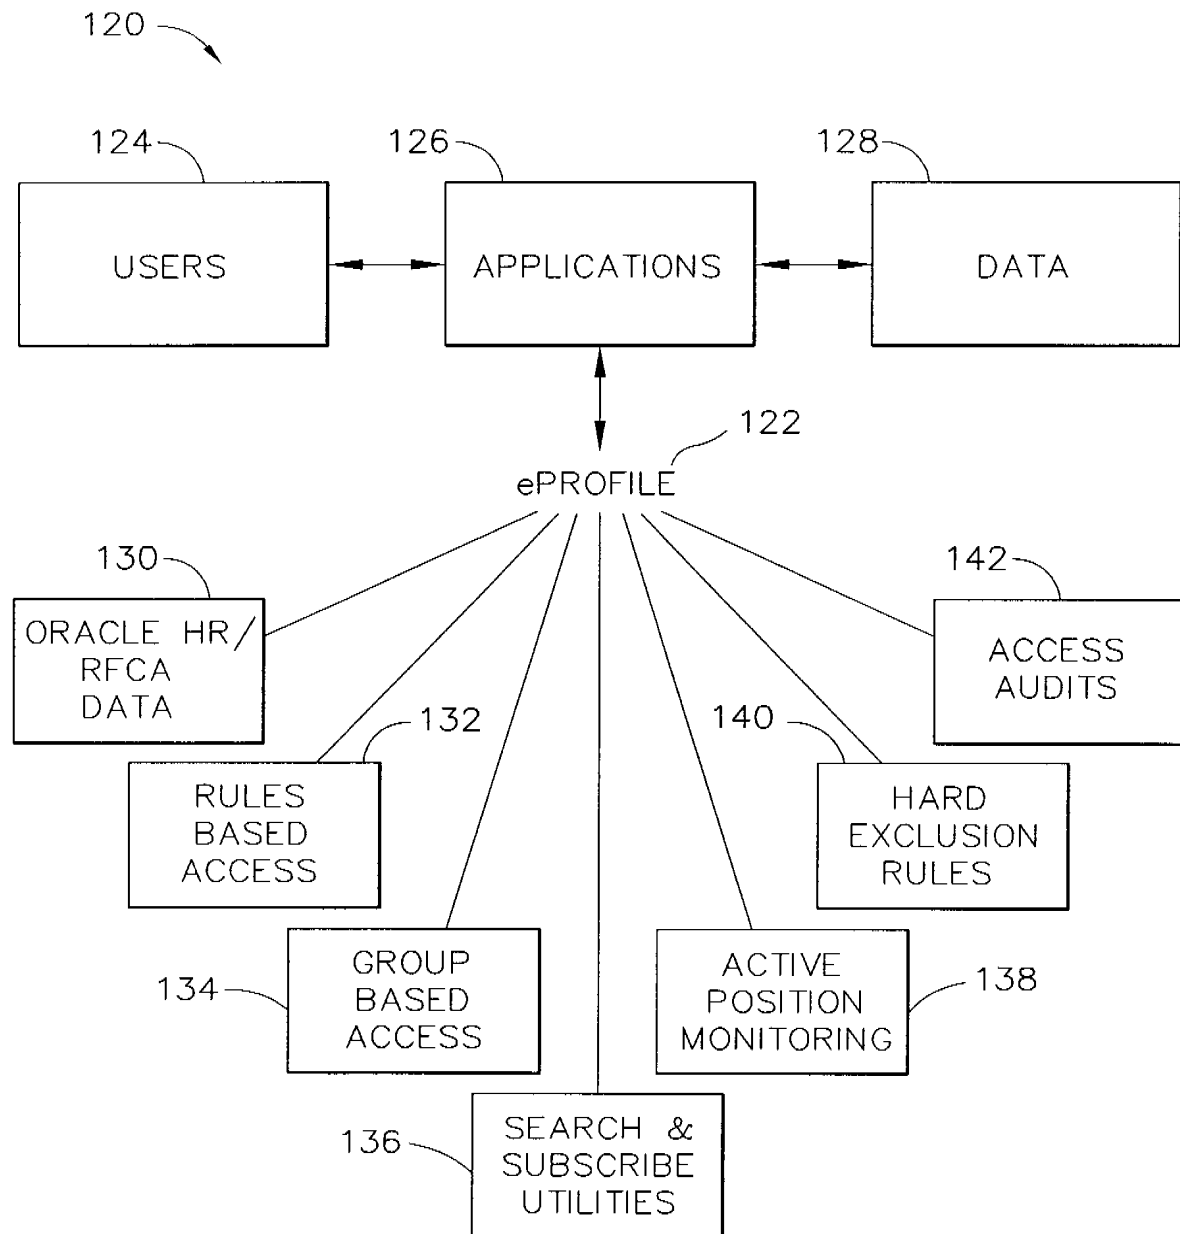 120
124
126
128
USERS
APPLICATIONS
DATA
122
ePROFILE
130
142
ORACLE HR/
RFCA
DATA
ACCESS
AUDITS
132
140
RULES
BASED
ACCESS
HARD
EXCLUSION
RULES
134
GROUP
BASED
ACCESS
ACTIVE
POSITION
MONITORING
138
136
SEARCH &
SUBSCRIBE
UTILITIES